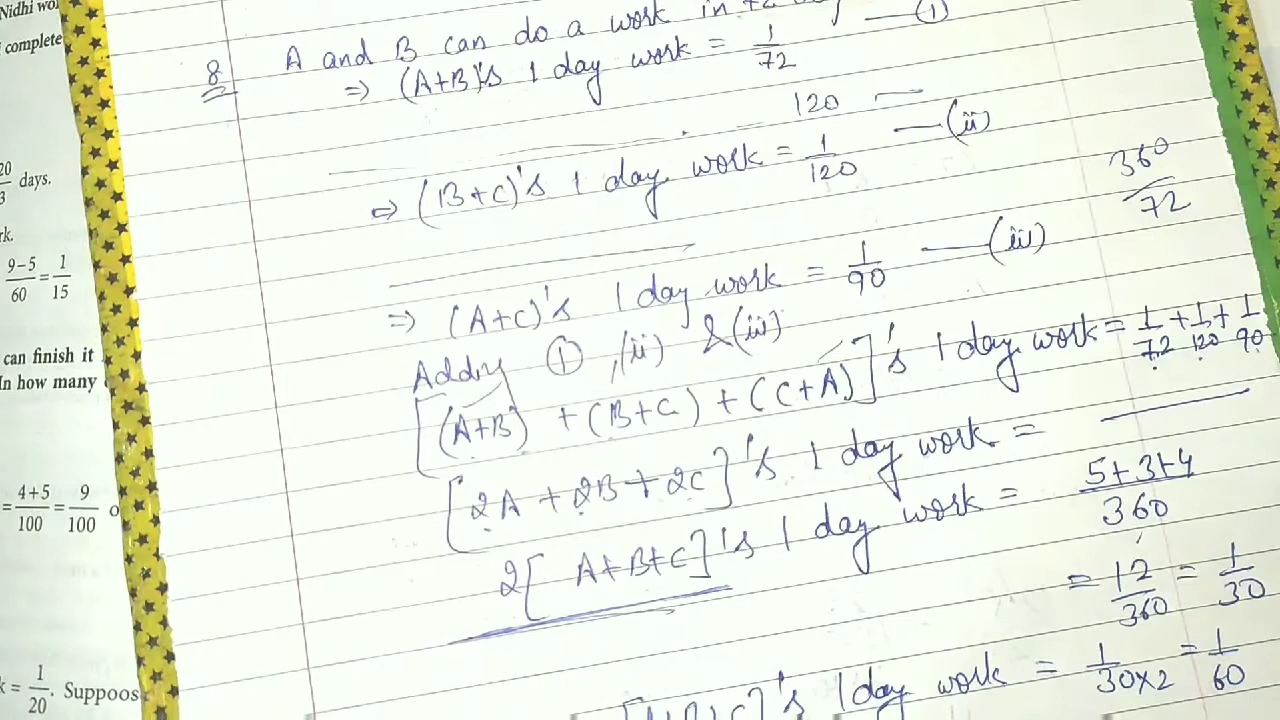 Nidhi
complete
20
3 days.
rk.
9-5/60 = 1/15
can finish it
In how many
= 4+5/100 = 9/100
= 1/20. Suppos
8 A and B can do a work in 72 — (1)
⇒ (A+B)'s 1 day work = 1/72
120 —
⇒ (B+C)'s 1 day work = 1/120 — (ii)
360/72
⇒ (A+C)'s 1 day work = 1/90 — (iii)
Adding (1), (ii) & (iii)
[(A+B) + (B+C) + (C+A)]'s 1 day work = 1/72 + 1/120 + 1/90
[2A + 2B + 2C]'s 1 day work =
2[A+B+C]'s 1 day work = 5+3+4/360
= 12/360 = 1/30
[A+B+C]'s 1 day work = 1/30×2 = 1/60